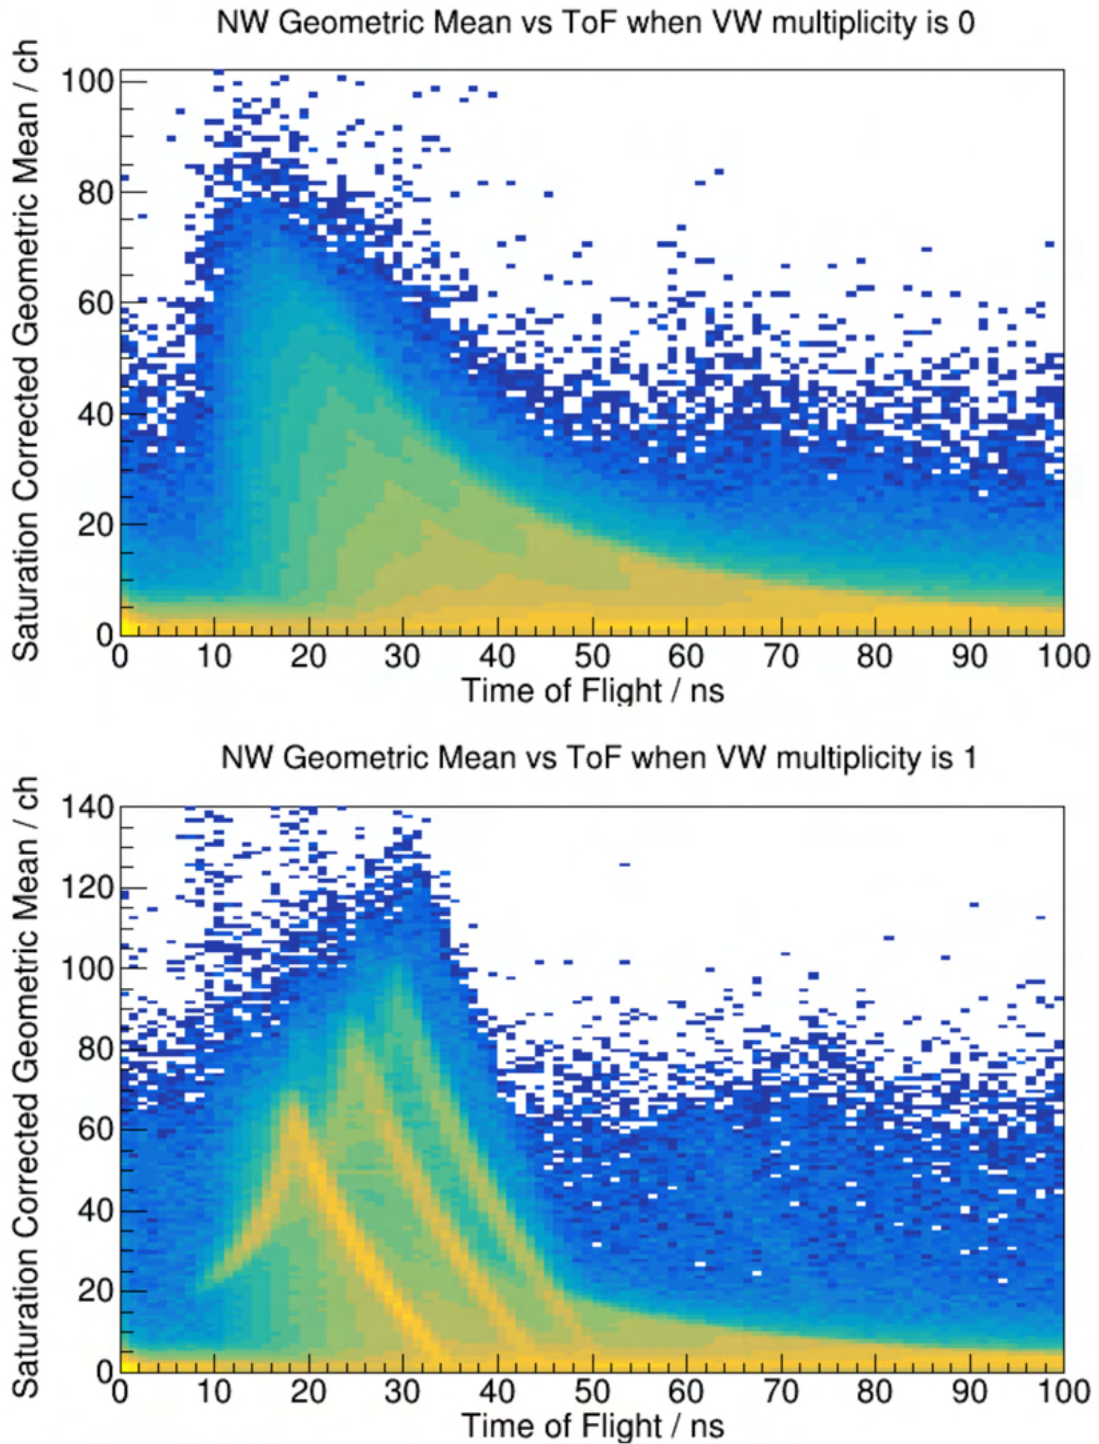 NW Geometric Mean vs ToF when VW multiplicity is 0
Saturation Corrected Geometric Mean / ch
100
80
60
40
20
0
0 10 20 30 40 50 60 70 80 90 100
Time of Flight / ns
NW Geometric Mean vs ToF when VW multiplicity is 1
Saturation Corrected Geometric Mean / ch
140
120
100
80
60
40
20
0
0 10 20 30 40 50 60 70 80 90 100
Time of Flight / ns